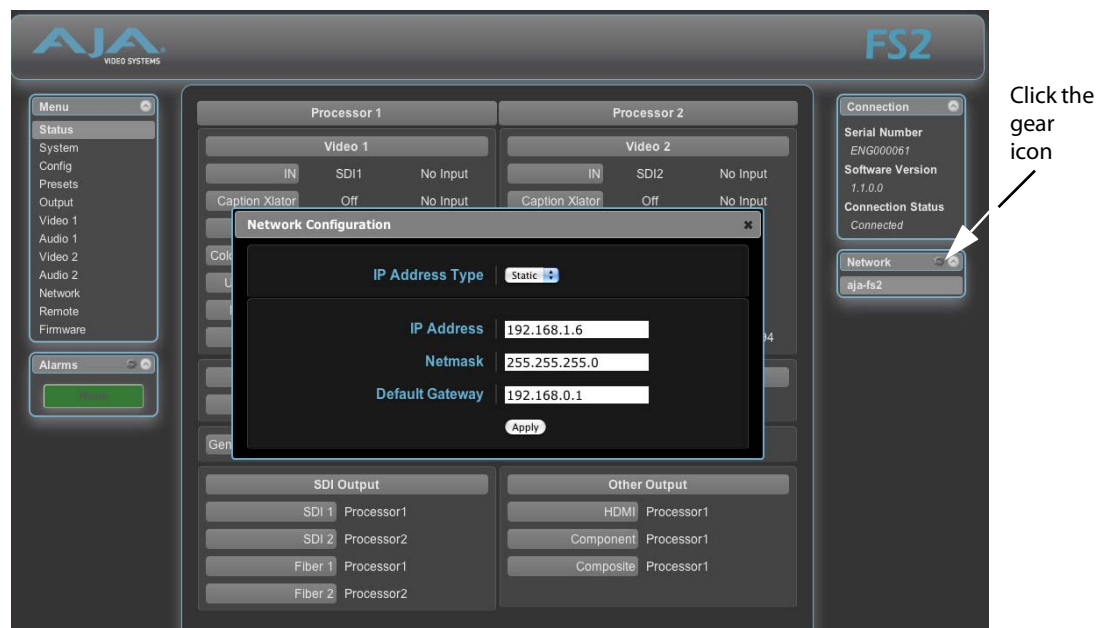 AJA
VIDEO SYSTEMS
FS2
Click the
gear
icon
Menu
Status
System
Config
Presets
Output
Video 1
Audio 1
Video 2
Audio 2
Network
Remote
Firmware
Alarms
None
Processor 1
Processor 2
Video 1
Video 2
IN SDI1 No Input
IN SDI2 No Input
Caption Xlator Off No Input
Caption Xlator Off No Input
Network Configuration
IP Address Type Static
IP Address 192.168.1.6
Netmask 255.255.255.0
Default Gateway 192.168.0.1
Apply
SDI Output
SDI 1 Processor1
SDI 2 Processor2
Fiber 1 Processor1
Fiber 2 Processor2
Other Output
HDMI Processor1
Component Processor1
Composite Processor1
Connection
Serial Number
ENG000061
Software Version
1.1.0.0
Connection Status
Connected
Network
aja-fs2